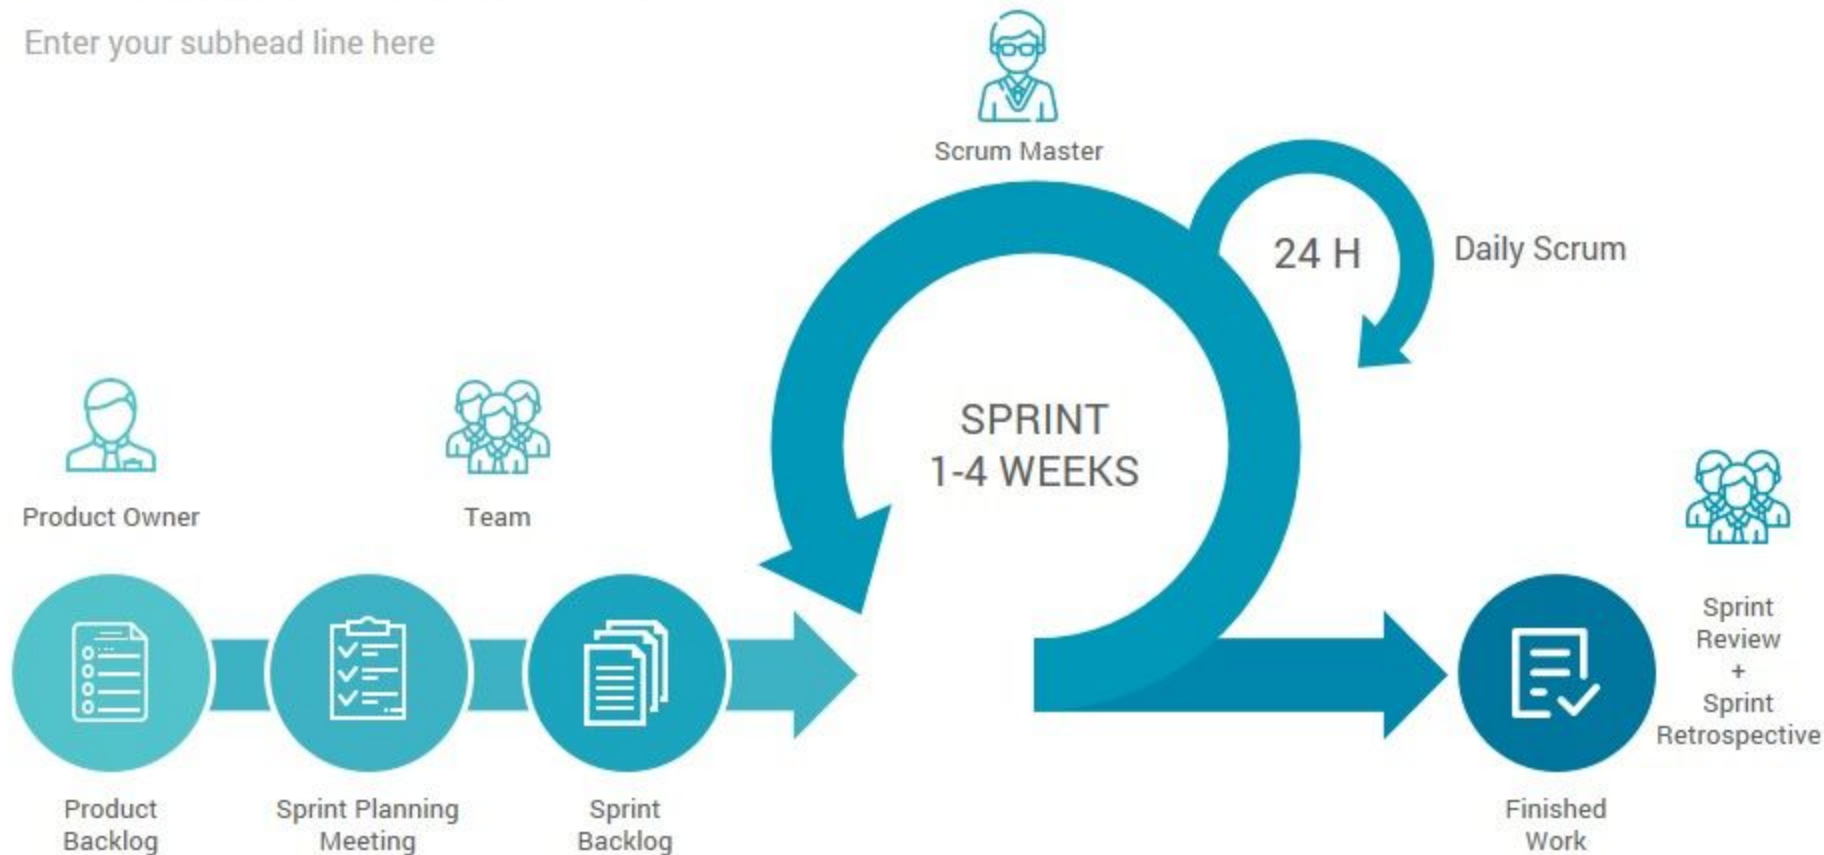 Enter your subhead line here
Scrum Master
24 H
Daily Scrum
SPRINT
1-4 WEEKS
Product Owner
Team
Product
Backlog
Sprint Planning
Meeting
Sprint
Backlog
Finished
Work
Sprint
Review
+
Sprint
Retrospective